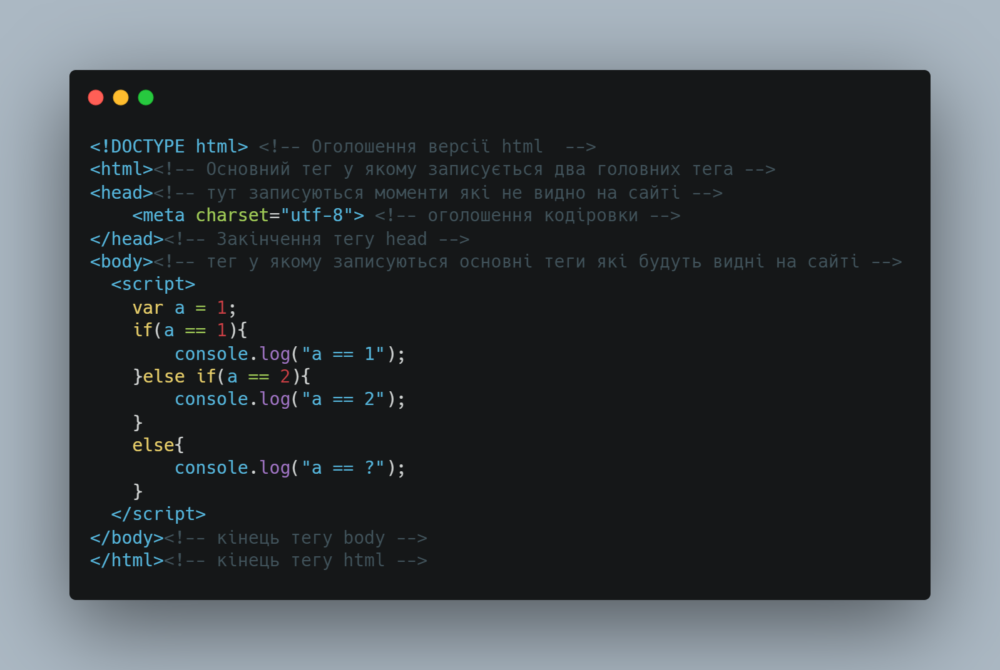 <!DOCTYPE html> <!-- Оголошення версії html  -->
<html><!-- Основний тег у якому записується два головних тега -->
<head><!-- тут записуються моменти які не видно на сайті -->
    <meta charset="utf-8"> <!-- оголошення кодіровки -->
</head><!-- Закінчення тегу head -->
<body><!-- тег у якому записуються основні теги які будуть видні на сайті -->
  <script>
    var a = 1;
    if(a == 1){
        console.log("a == 1");
    }else if(a == 2){
        console.log("a == 2");
    }
    else{
        console.log("a == ?");
    }
  </script>
</body><!-- кінець тегу body -->
</html><!-- кінець тегу html -->